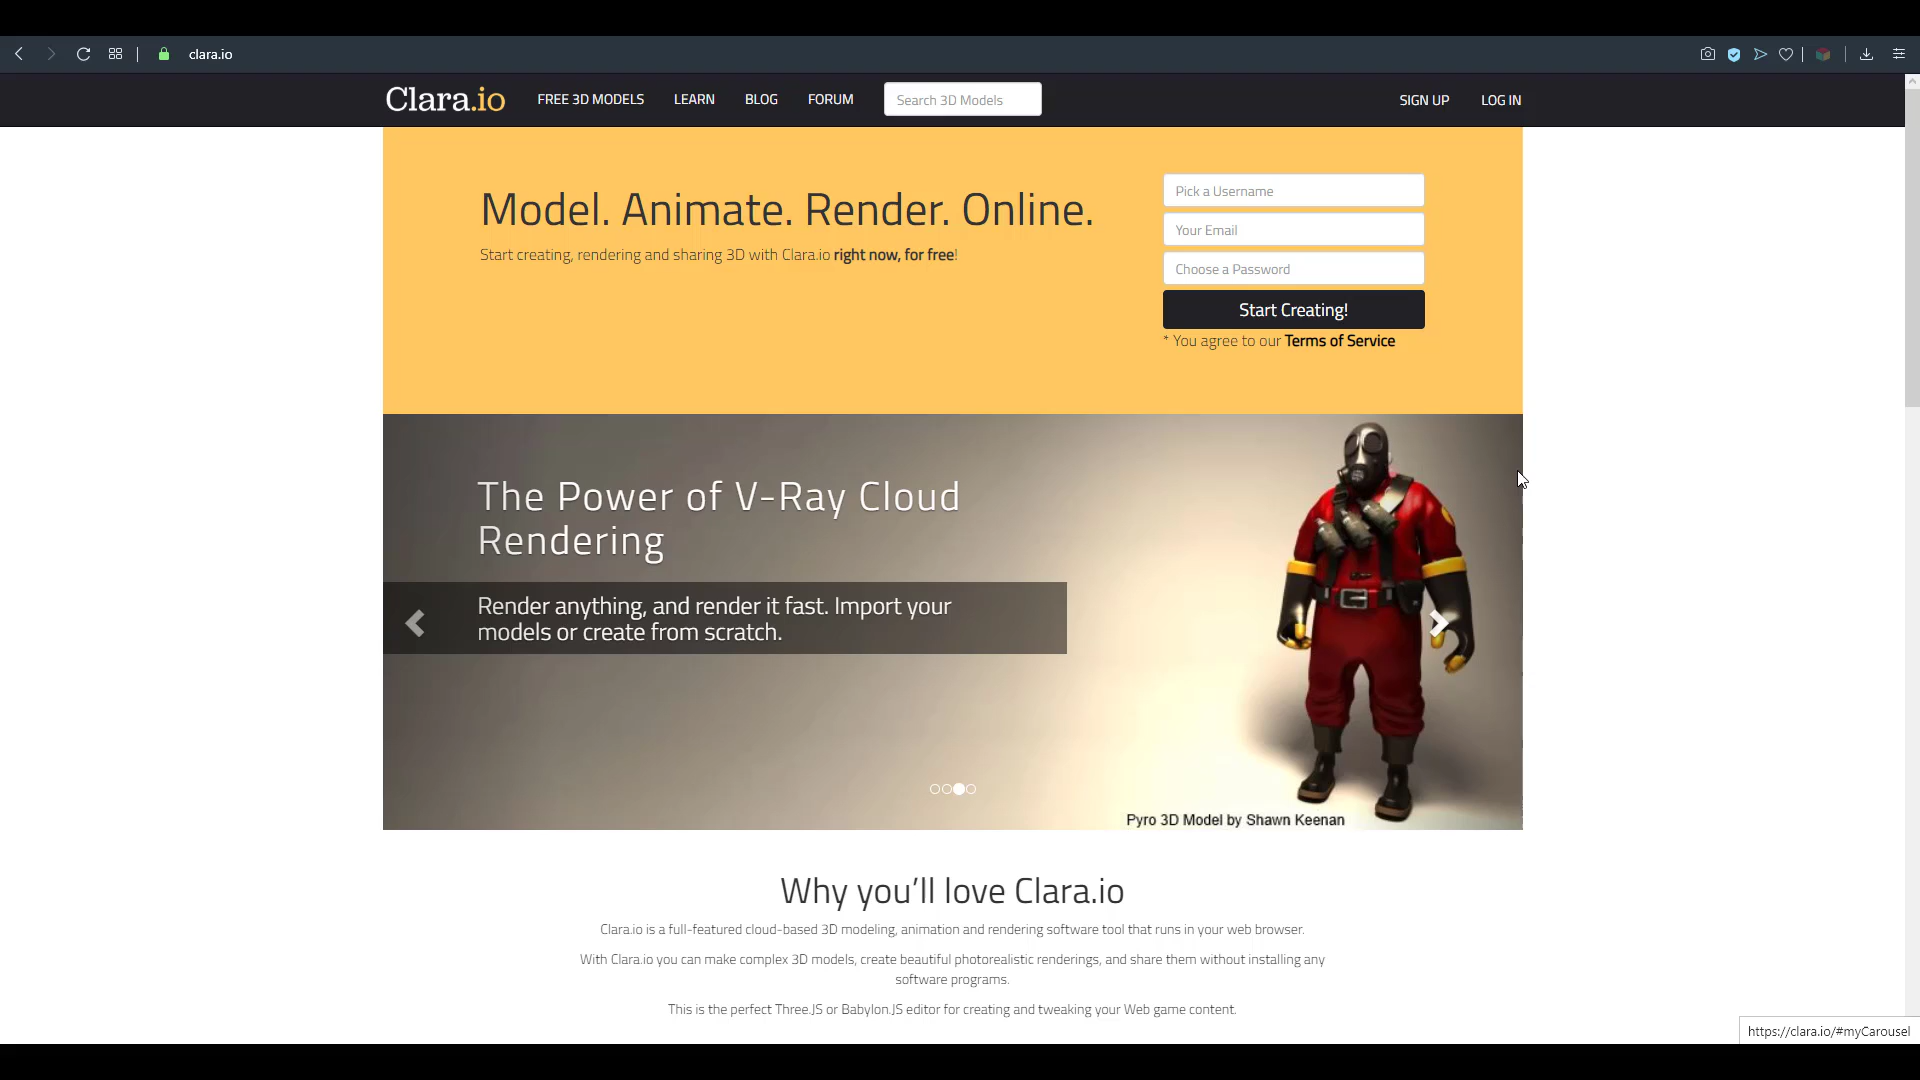 clara.io
Clara.io
FREE 3D MODELS
LEARN
BLOG
FORUM
Search 3D Models
SIGN UP
LOG IN
Model. Animate. Render. Online.
Start creating, rendering and sharing 3D with Clara.io right now, for free!
Pick a Username
Your Email
Choose a Password
Start Creating!
* You agree to our Terms of Service
The Power of V-Ray Cloud
Rendering
Render anything, and render it fast. Import your
models or create from scratch.
Pyro 3D Model by Shawn Keenan
Why you’ll love Clara.io
Clara.io is a full-featured cloud-based 3D modeling, animation and rendering software tool that runs in your web browser.
With Clara.io you can make complex 3D models, create beautiful photorealistic renderings, and share them without installing any
software programs.
This is the perfect Three.JS or Babylon.JS editor for creating and tweaking your Web game content.
https://clara.io/#myCarousel